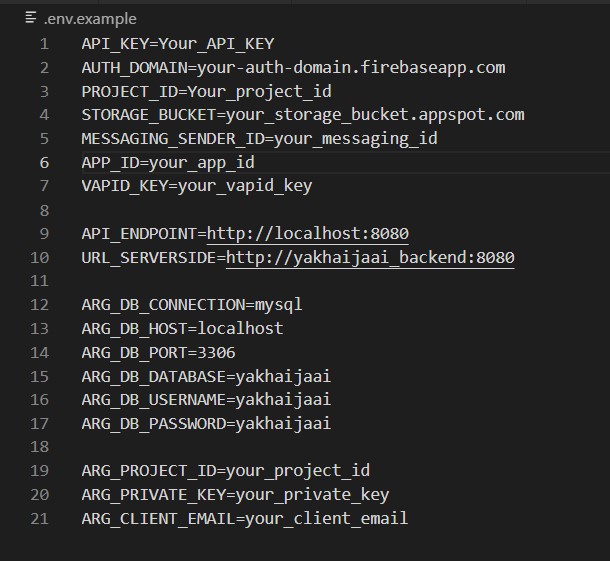 .env.example
1 API_KEY=Your_API_KEY
2 AUTH_DOMAIN=your-auth-domain.firebaseapp.com
3 PROJECT_ID=Your_project_id
4 STORAGE_BUCKET=your_storage_bucket.appspot.com
5 MESSAGING_SENDER_ID=your_messaging_id
6 APP_ID=your_app_id
7 VAPID_KEY=your_vapid_key
8
9 API_ENDPOINT=http://localhost:8080
10 URL_SERVERSIDE=http://yakhaijaai_backend:8080
11
12 ARG_DB_CONNECTION=mysql
13 ARG_DB_HOST=localhost
14 ARG_DB_PORT=3306
15 ARG_DB_DATABASE=yakhaijaai
16 ARG_DB_USERNAME=yakhaijaai
17 ARG_DB_PASSWORD=yakhaijaai
18
19 ARG_PROJECT_ID=your_project_id
20 ARG_PRIVATE_KEY=your_private_key
21 ARG_CLIENT_EMAIL=your_client_email